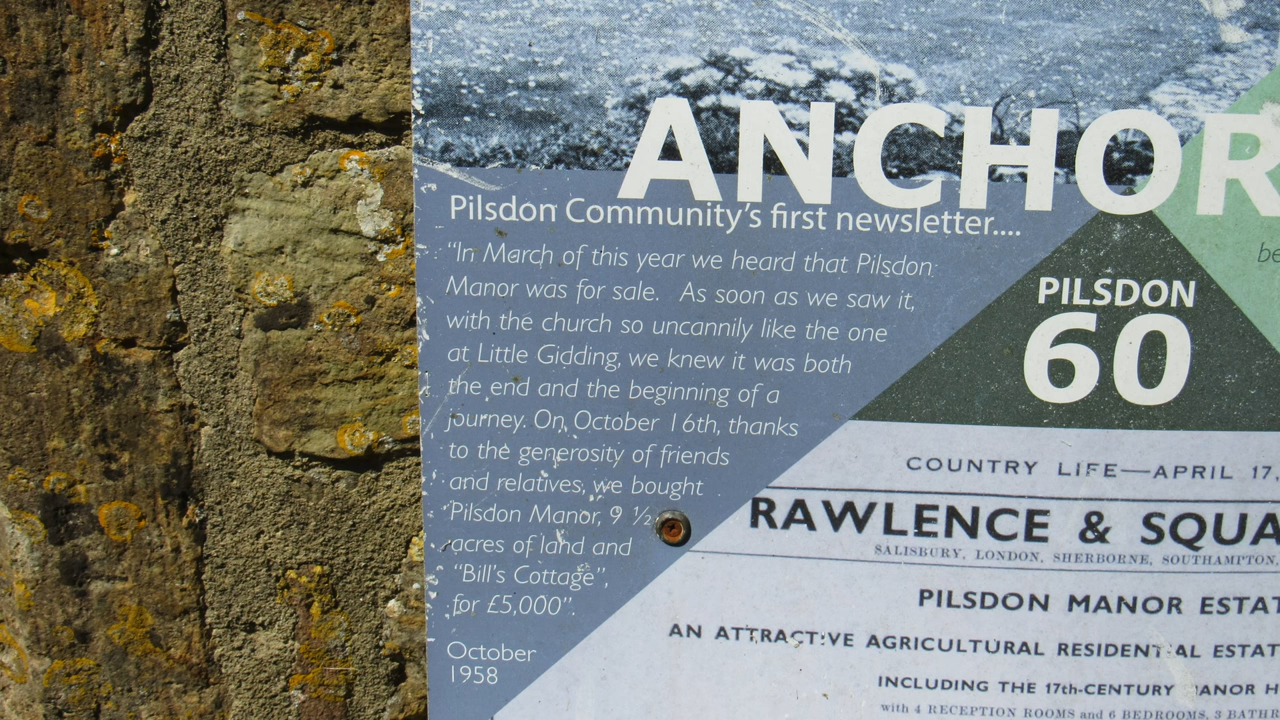 ANCHOR
Pilsdon Community's first newsletter....
"In March of this year we heard that Pilsdon
Manor was for sale. As soon as we saw it,
with the church so uncannily like the one
at Little Gidding, we knew it was both
the end and the beginning of a
journey. On October 16th, thanks
to the generosity of friends
and relatives, we bought
Pilsdon Manor, 9 ½
acres of land and
"Bill's Cottage",
for £5,000".
October
1958
be
PILSDON
60
COUNTRY LIFE—APRIL 17,
RAWLENCE & SQUA
SALISBURY, LONDON, SHERBORNE, SOUTHAMPTON,
PILSDON MANOR ESTAT
AN ATTRACTIVE AGRICULTURAL RESIDENTIAL ESTAT
INCLUDING THE 17th-CENTURY MANOR H
with 4 RECEPTION ROOMS and 6 BEDROOMS, 3 BATHR